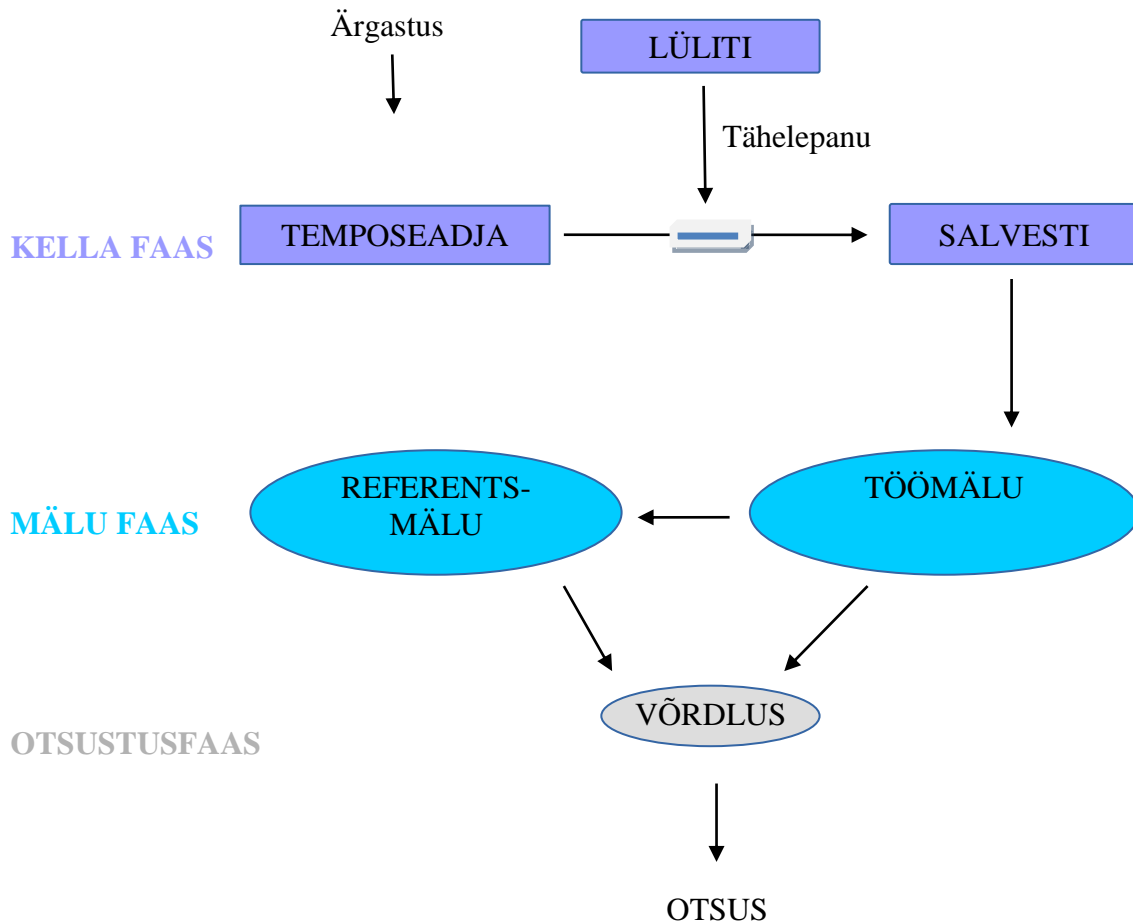 Ärgastus
LÜLITI
Tähelepanu
KELLA FAAS
TEMPOSEADJA
SALVESTI
MÄLU FAAS
REFERENTS-
MÄLU
TÖÖMÄLU
OTSUSTUSFAAS
VÕRDLUS
OTSUS